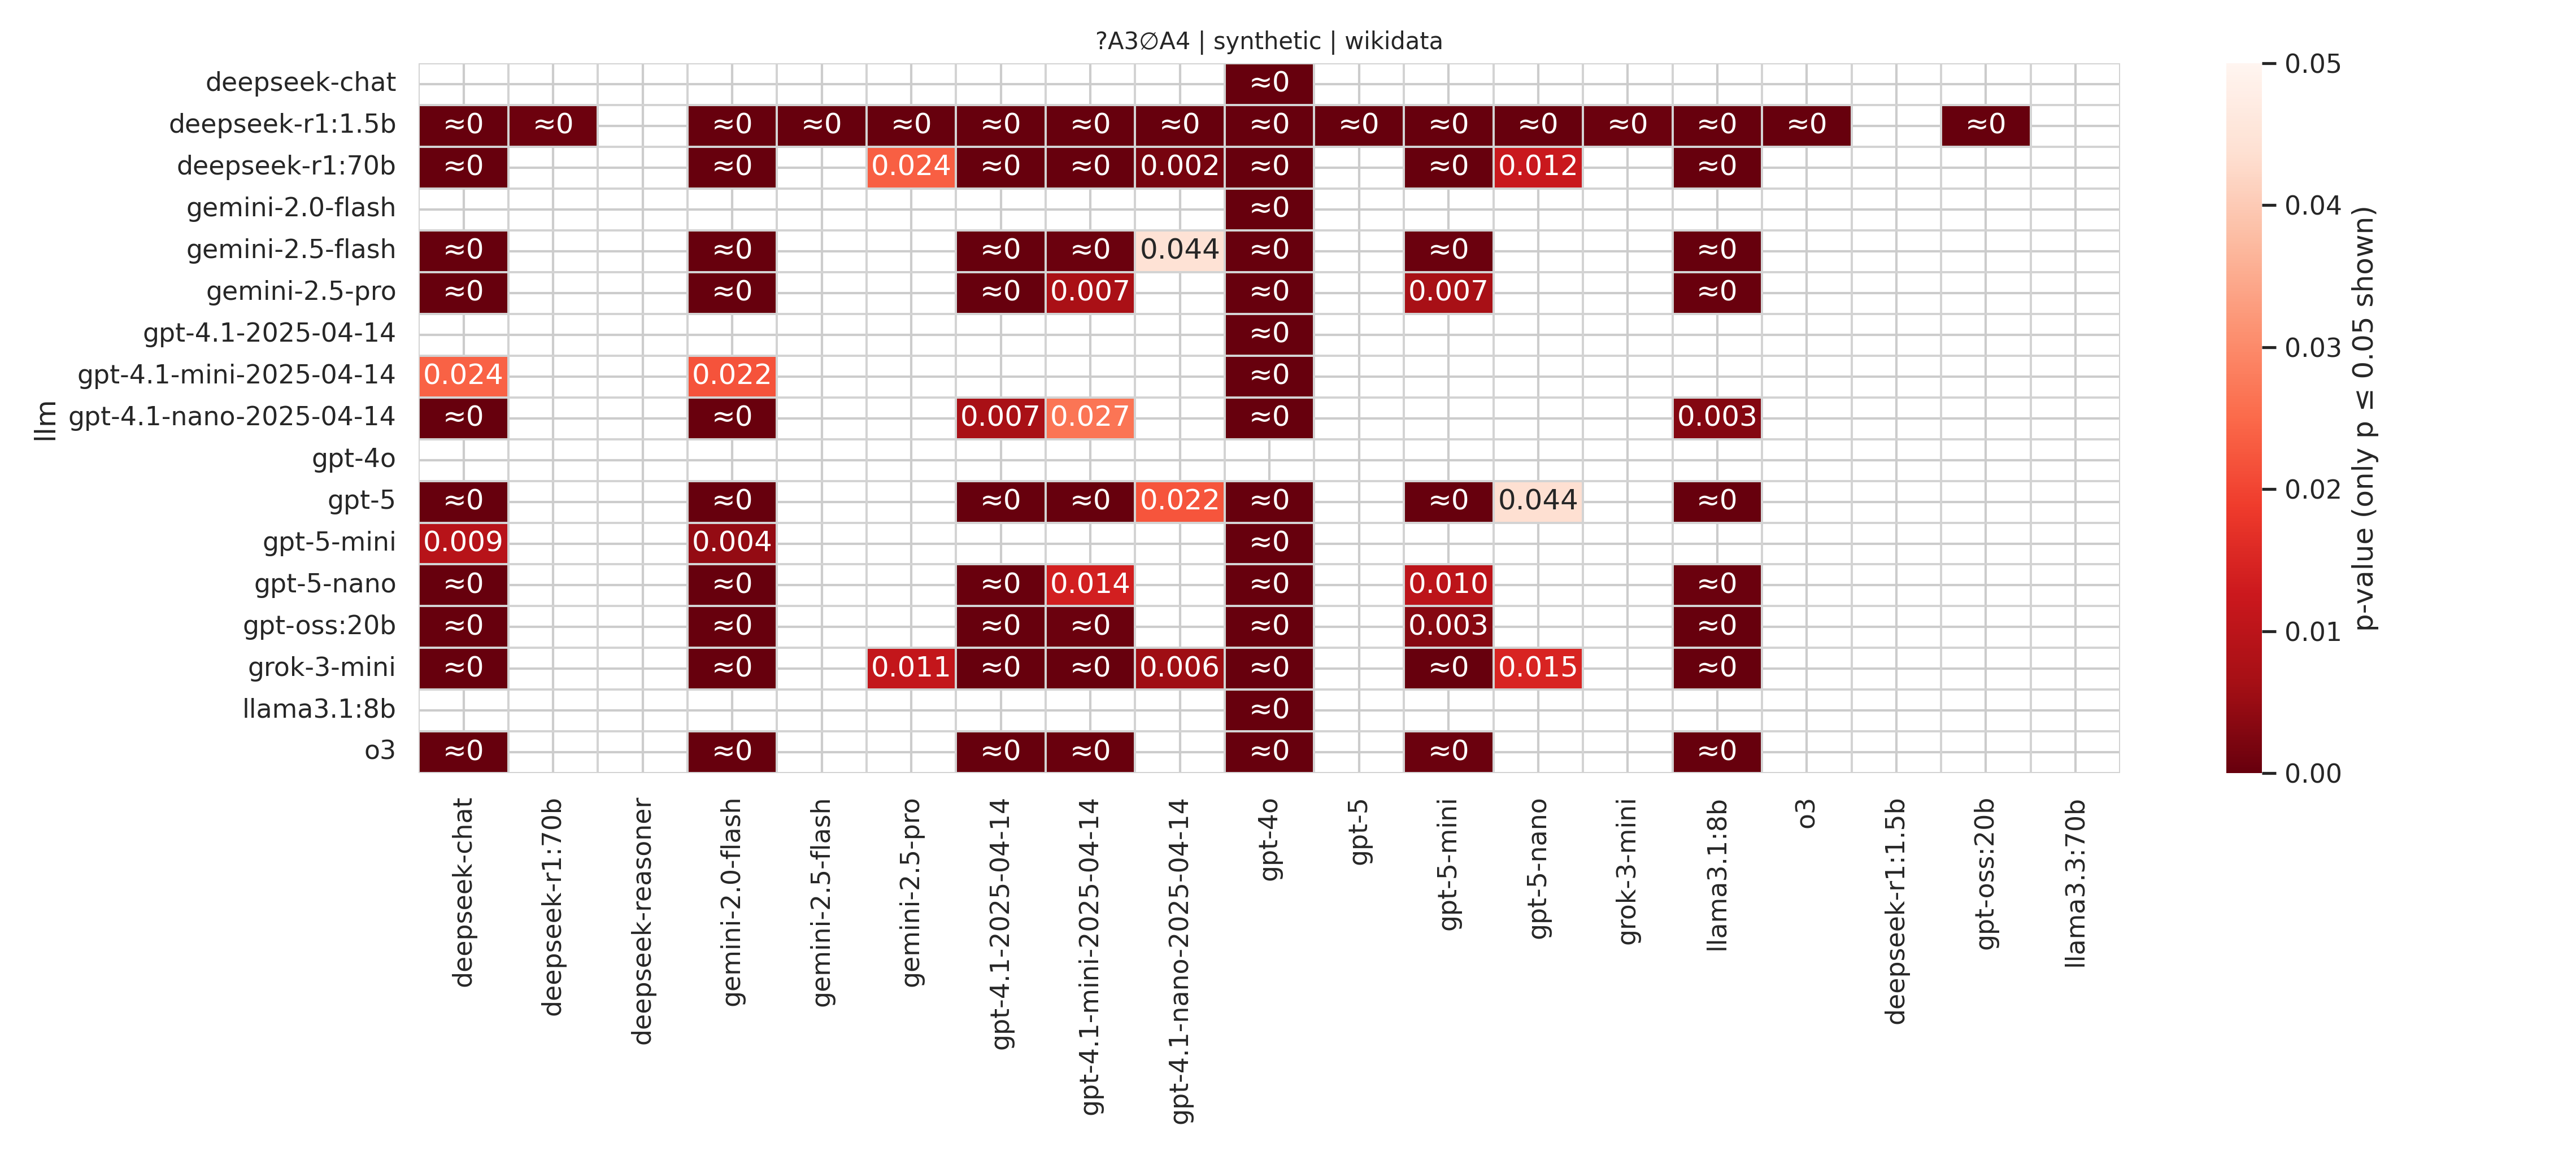 ?A3∅A4 | synthetic | wikidata
deepseek-chat ≈0
deepseek-r1:1.5b ≈0 ≈0 ≈0 ≈0 ≈0 ≈0 ≈0 ≈0 ≈0 ≈0 ≈0 ≈0 ≈0 ≈0 ≈0 ≈0
deepseek-r1:70b ≈0 ≈0 0.024 ≈0 ≈0 0.002 ≈0 ≈0 0.012 ≈0
gemini-2.0-flash ≈0
gemini-2.5-flash ≈0 ≈0 ≈0 ≈0 0.044 ≈0 ≈0 ≈0
gemini-2.5-pro ≈0 ≈0 ≈0 0.007 ≈0 0.007 ≈0
gpt-4.1-2025-04-14 ≈0
gpt-4.1-mini-2025-04-14 0.024 0.022 ≈0
gpt-4.1-nano-2025-04-14 ≈0 ≈0 0.007 0.027 ≈0 0.003
gpt-4o
gpt-5 ≈0 ≈0 ≈0 ≈0 0.022 ≈0 ≈0 0.044 ≈0
gpt-5-mini 0.009 0.004 ≈0
gpt-5-nano ≈0 ≈0 ≈0 0.014 ≈0 0.010 ≈0
gpt-oss:20b ≈0 ≈0 ≈0 ≈0 ≈0 0.003 ≈0
grok-3-mini ≈0 ≈0 0.011 ≈0 ≈0 0.006 ≈0 ≈0 0.015 ≈0
llama3.1:8b ≈0
o3 ≈0 ≈0 ≈0 ≈0 ≈0 ≈0 ≈0
llm
deepseek-chat
deepseek-r1:70b
deepseek-reasoner
gemini-2.0-flash
gemini-2.5-flash
gemini-2.5-pro
gpt-4.1-2025-04-14
gpt-4.1-mini-2025-04-14
gpt-4.1-nano-2025-04-14
gpt-4o
gpt-5
gpt-5-mini
gpt-5-nano
grok-3-mini
llama3.1:8b
o3
deepseek-r1:1.5b
gpt-oss:20b
llama3.3:70b
0.05
0.04
0.03
0.02
0.01
0.00
p-value (only p ≤ 0.05 shown)